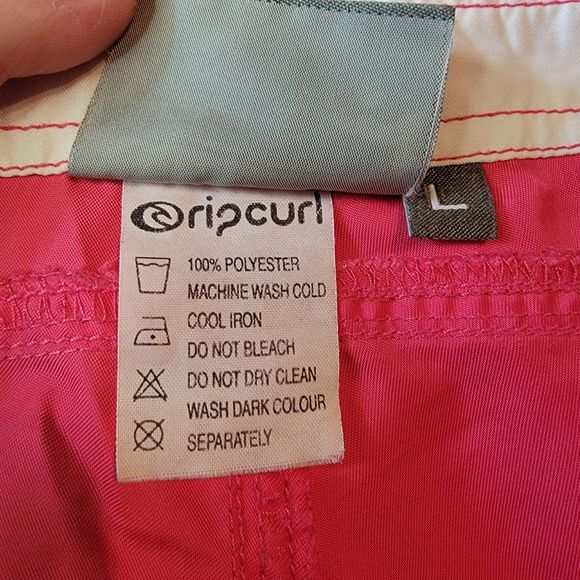 ripcurl
L
100% POLYESTER
MACHINE WASH COLD
COOL IRON
DO NOT BLEACH
DO NOT DRY CLEAN
WASH DARK COLOUR
SEPARATELY